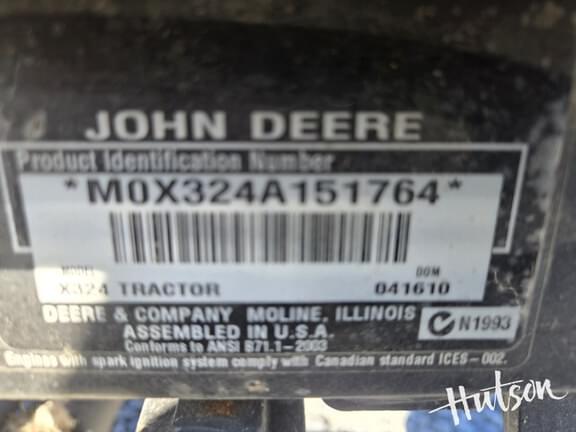 JOHN DEERE
Product Identification Number
*M0X324A151764*
MODEL DOM
X324 TRACTOR 041610
DEERE & COMPANY MOLINE, ILLINOIS
ASSEMBLED IN U.S.A.
N1993
Conforms to ANSI B71.1-2003
Engines with spark ignition system comply with Canadian standard ICES-002.
Hutson